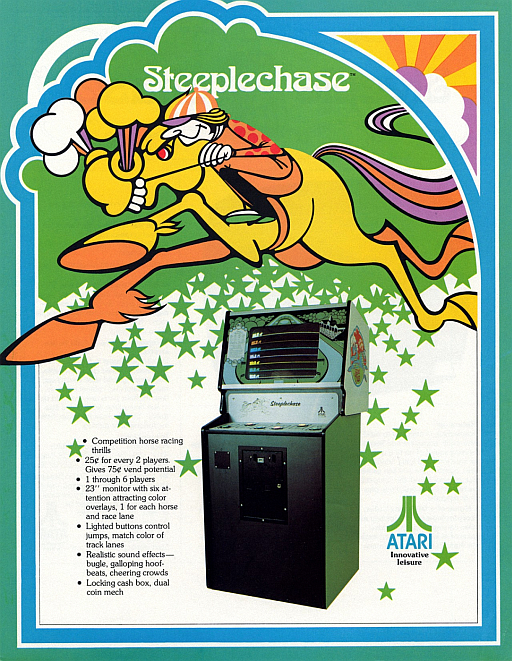 Steeplechase™
Steeplechase
• Competition horse racing
thrills
• 25¢ for every 2 players.
Gives 75¢ vend potential
• 1 through 6 players
• 23'' monitor with six at-
tention attracting color
overlays, 1 for each horse
and race lane
• Lighted buttons control
jumps, match color of
track lanes
• Realistic sound effects—
bugle, galloping hoof-
beats, cheering crowds
• Locking cash box, dual
coin mech
ATARI
Innovative
leisure